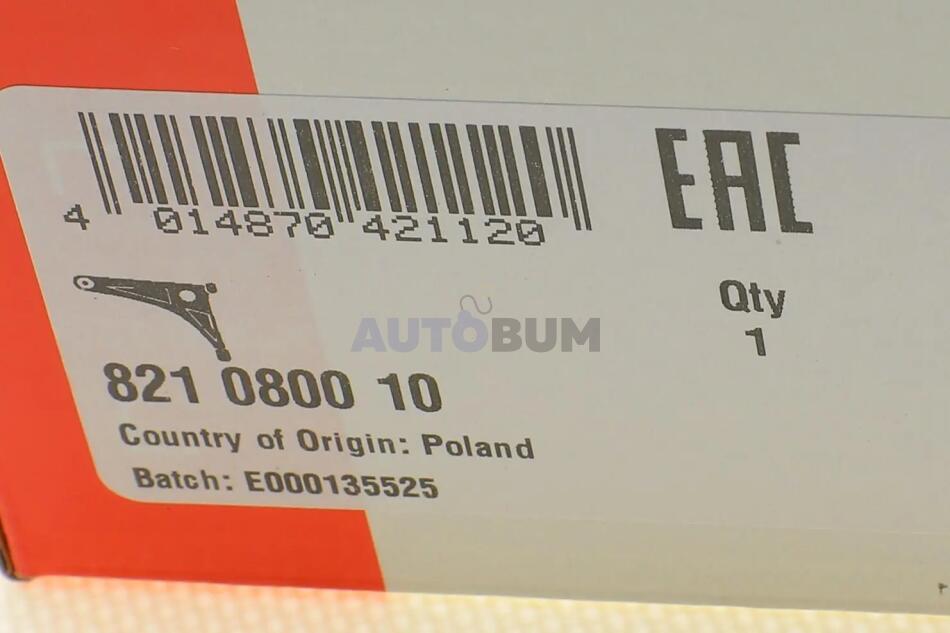 EAC
4 014870 421120
Qty
1
AUTOBUM
821 0800 10
Country of Origin: Poland
Batch: E000135525